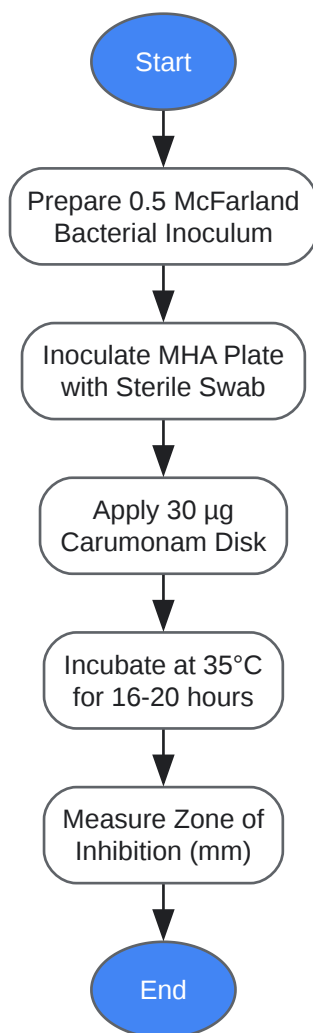 Start
Prepare 0.5 McFarland
Bacterial Inoculum
Inoculate MHA Plate
with Sterile Swab
Apply 30 µg
Carumonam Disk
Incubate at 35°C
for 16-20 hours
Measure Zone of
Inhibition (mm)
End